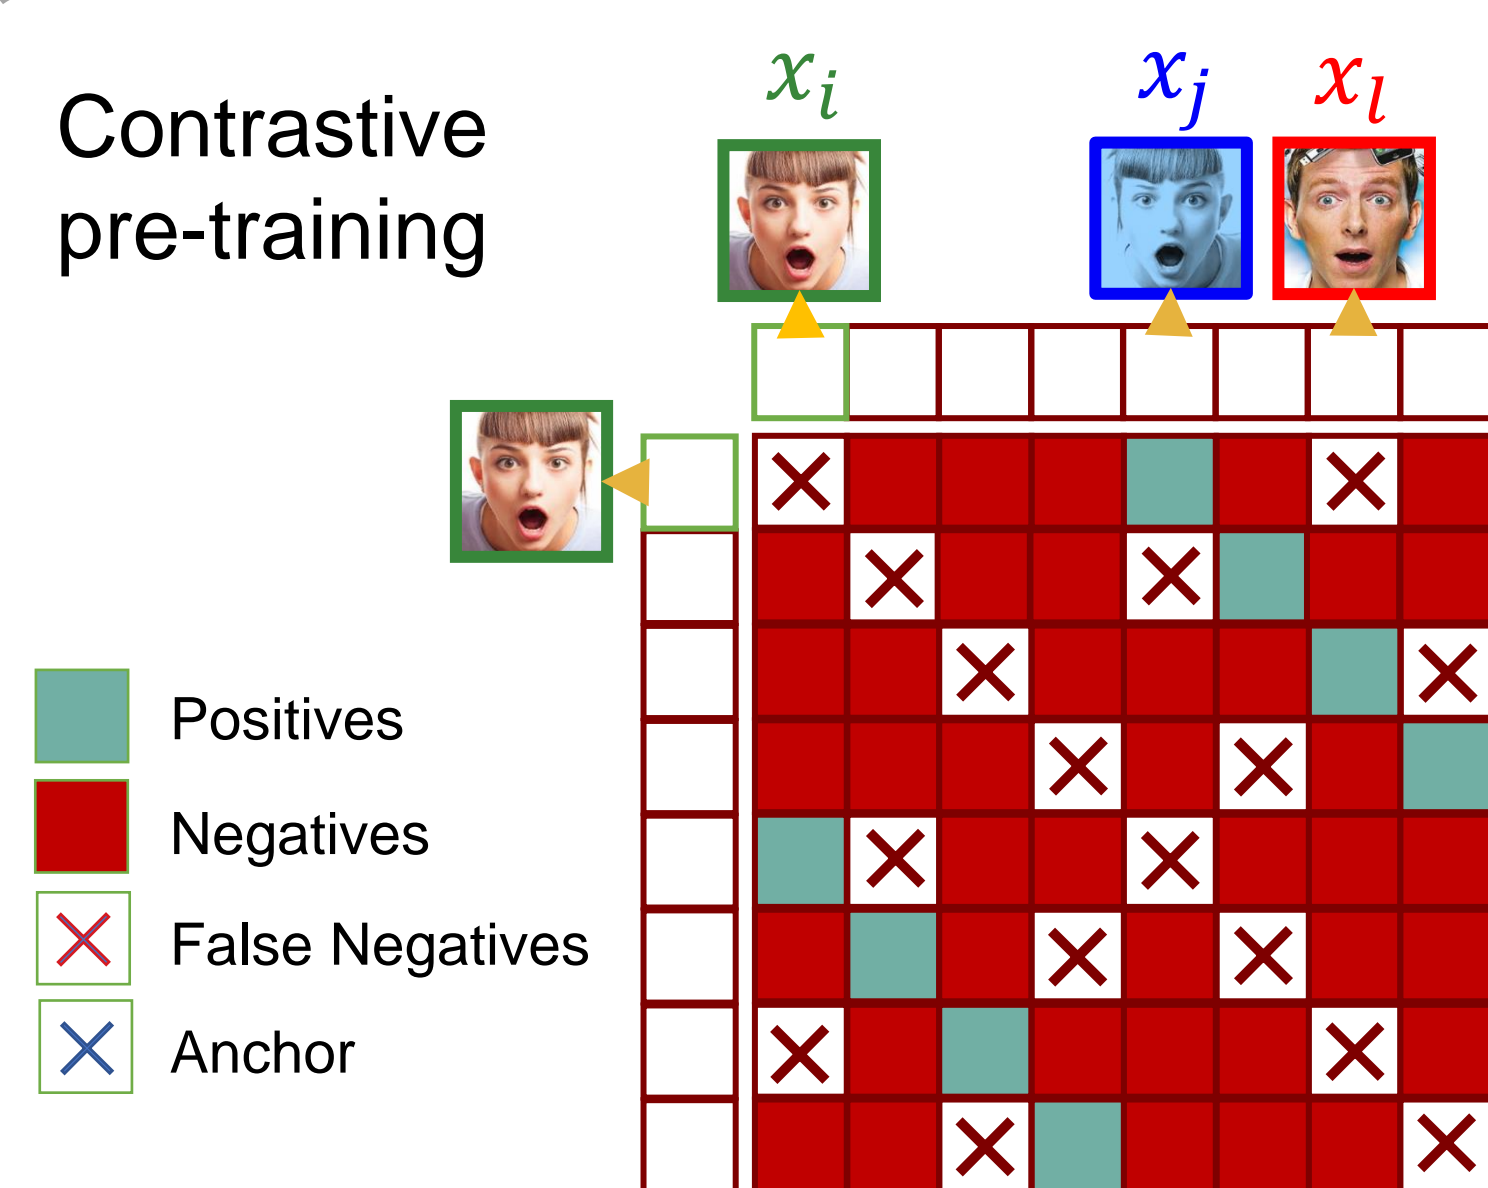 Contrastive
pre-training
x_i
x_j
x_l
Positives
Negatives
False Negatives
Anchor